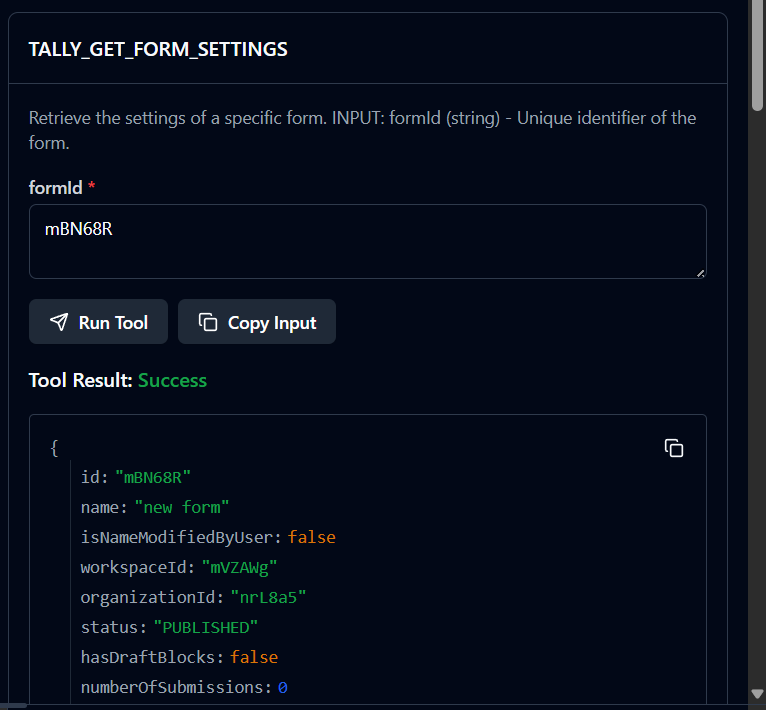 TALLY_GET_FORM_SETTINGS
Retrieve the settings of a specific form. INPUT: formId (string) - Unique identifier of the
form.
formId *
mBN68R
Run Tool
Copy Input
Tool Result: Success
{
id: "mBN68R"
name: "new form"
isNameModifiedByUser: false
workspaceId: "mVZAWg"
organizationId: "nrL8a5"
status: "PUBLISHED"
hasDraftBlocks: false
numberOfSubmissions: 0